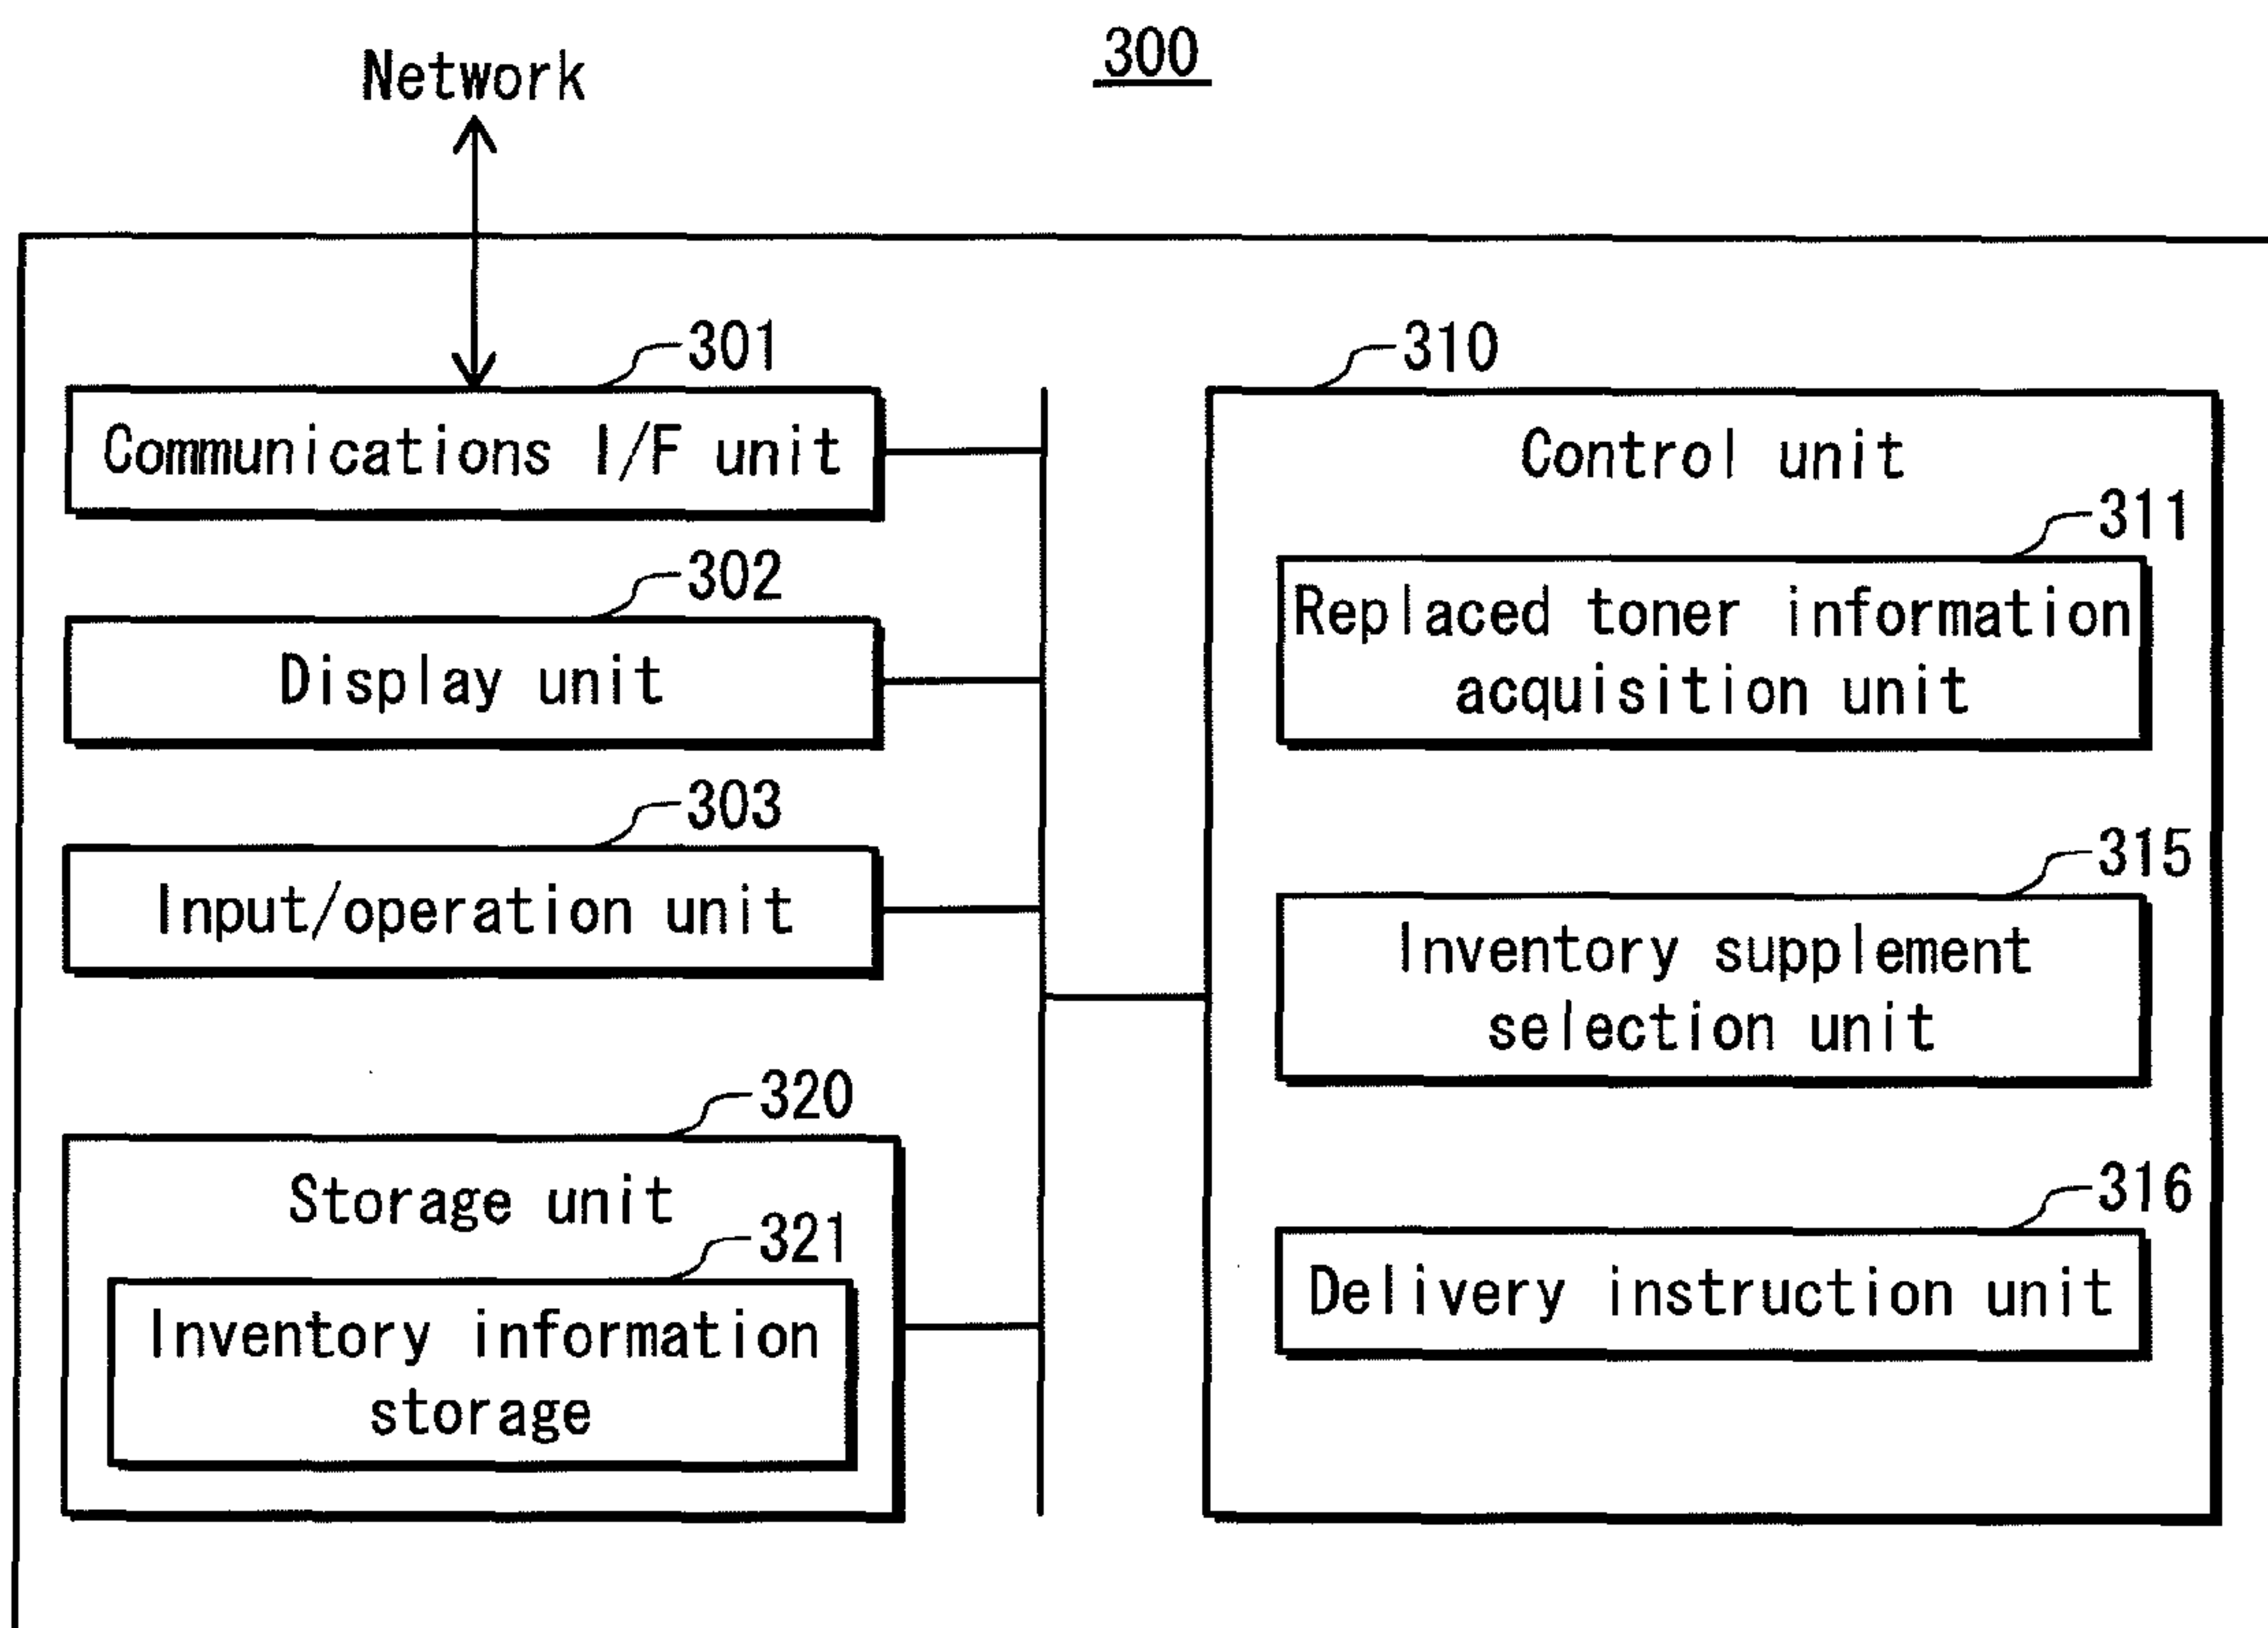 300
Network
301
Communications I/F unit
302
Display unit
303
Input/operation unit
320
Storage unit
321
Inventory information
storage
310
Control unit
311
Replaced toner information
acquisition unit
315
Inventory supplement
selection unit
316
Delivery instruction unit